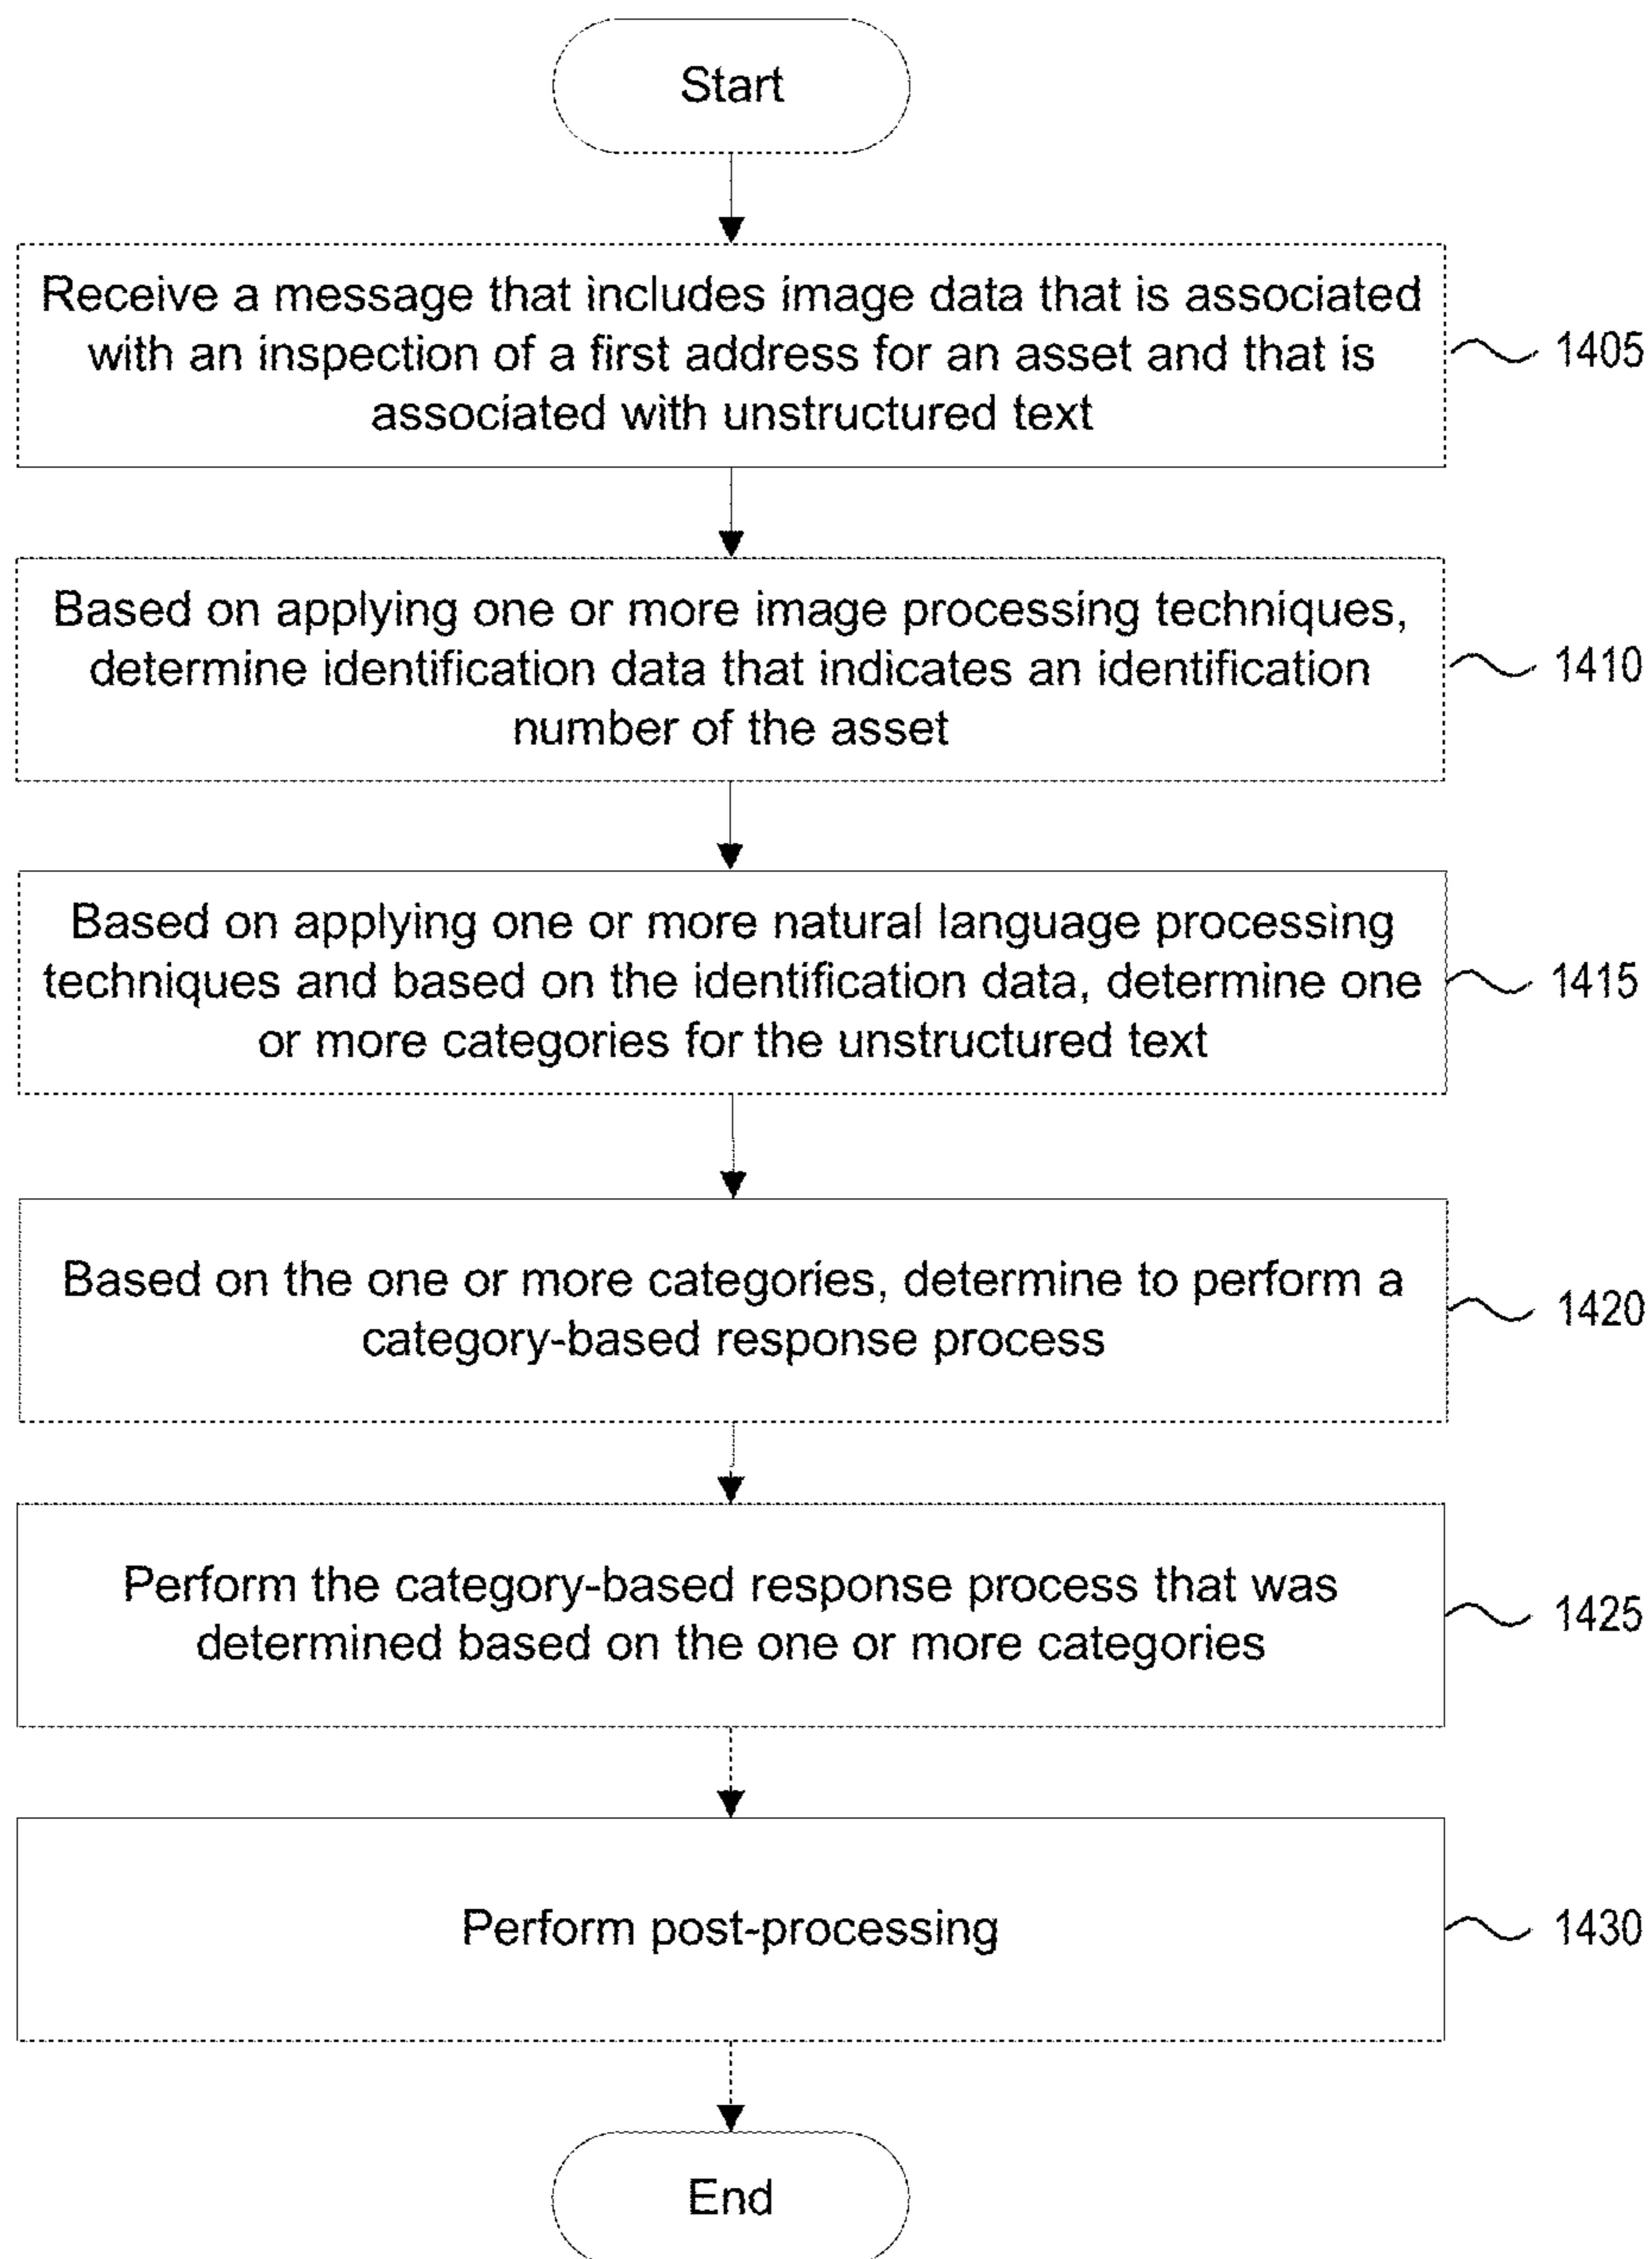 Start
Receive a message that includes image data that is associated
with an inspection of a first address for an asset and that is
associated with unstructured text
1405
Based on applying one or more image processing techniques,
determine identification data that indicates an identification
number of the asset
1410
Based on applying one or more natural language processing
techniques and based on the identification data, determine one
or more categories for the unstructured text
1415
Based on the one or more categories, determine to perform a
category-based response process
1420
Perform the category-based response process that was
determined based on the one or more categories
1425
Perform post-processing
1430
End